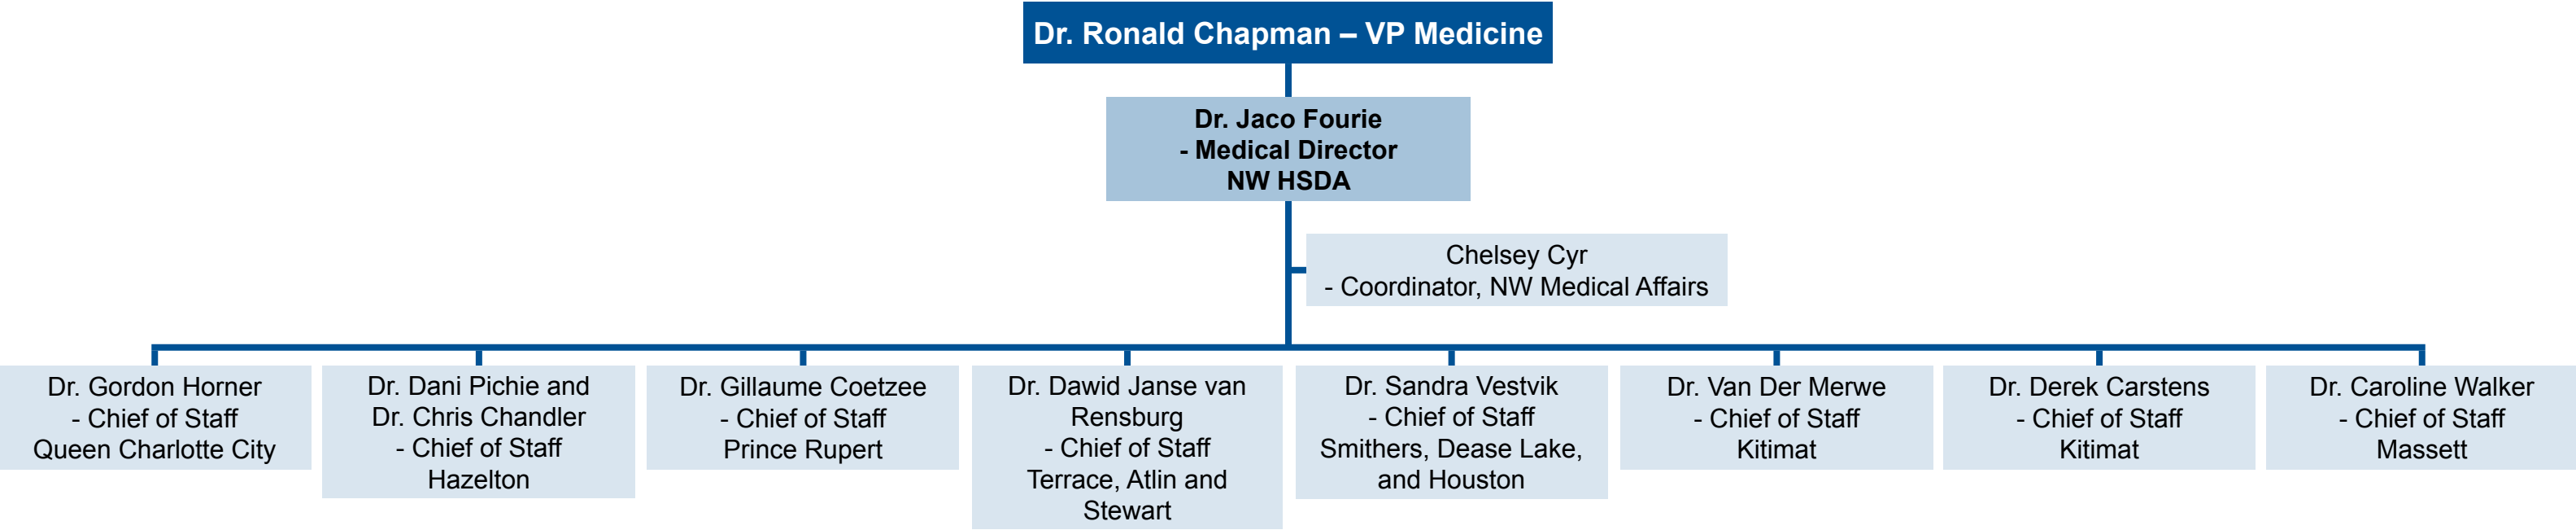 Dr. Ronald Chapman – VP Medicine
Dr. Jaco Fourie
- Medical Director
NW HSDA
Chelsey Cyr
- Coordinator, NW Medical Affairs
Dr. Gordon Horner
- Chief of Staff
Queen Charlotte City
Dr. Dani Pichie and
Dr. Chris Chandler
- Chief of Staff
Hazelton
Dr. Gillaume Coetzee
- Chief of Staff
Prince Rupert
Dr. Dawid Janse van
Rensburg
- Chief of Staff
Terrace, Atlin and
Stewart
Dr. Sandra Vestvik
- Chief of Staff
Smithers, Dease Lake,
and Houston
Dr. Van Der Merwe
- Chief of Staff
Kitimat
Dr. Derek Carstens
- Chief of Staff
Kitimat
Dr. Caroline Walker
- Chief of Staff
Massett